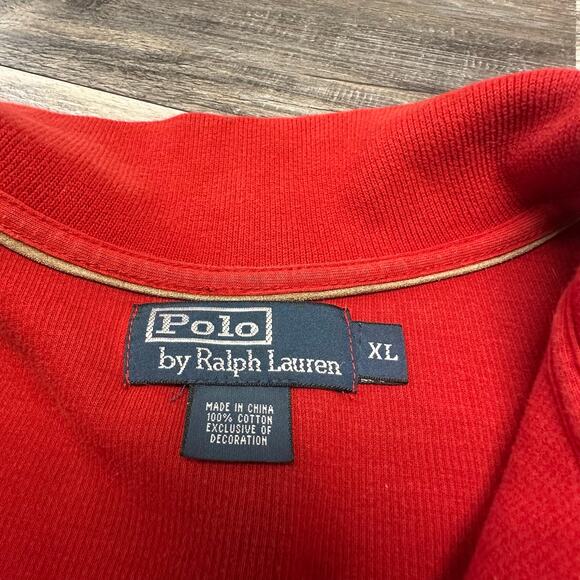 Polo
by Ralph Lauren
XL
MADE IN CHINA
100% COTTON
EXCLUSIVE OF
DECORATION